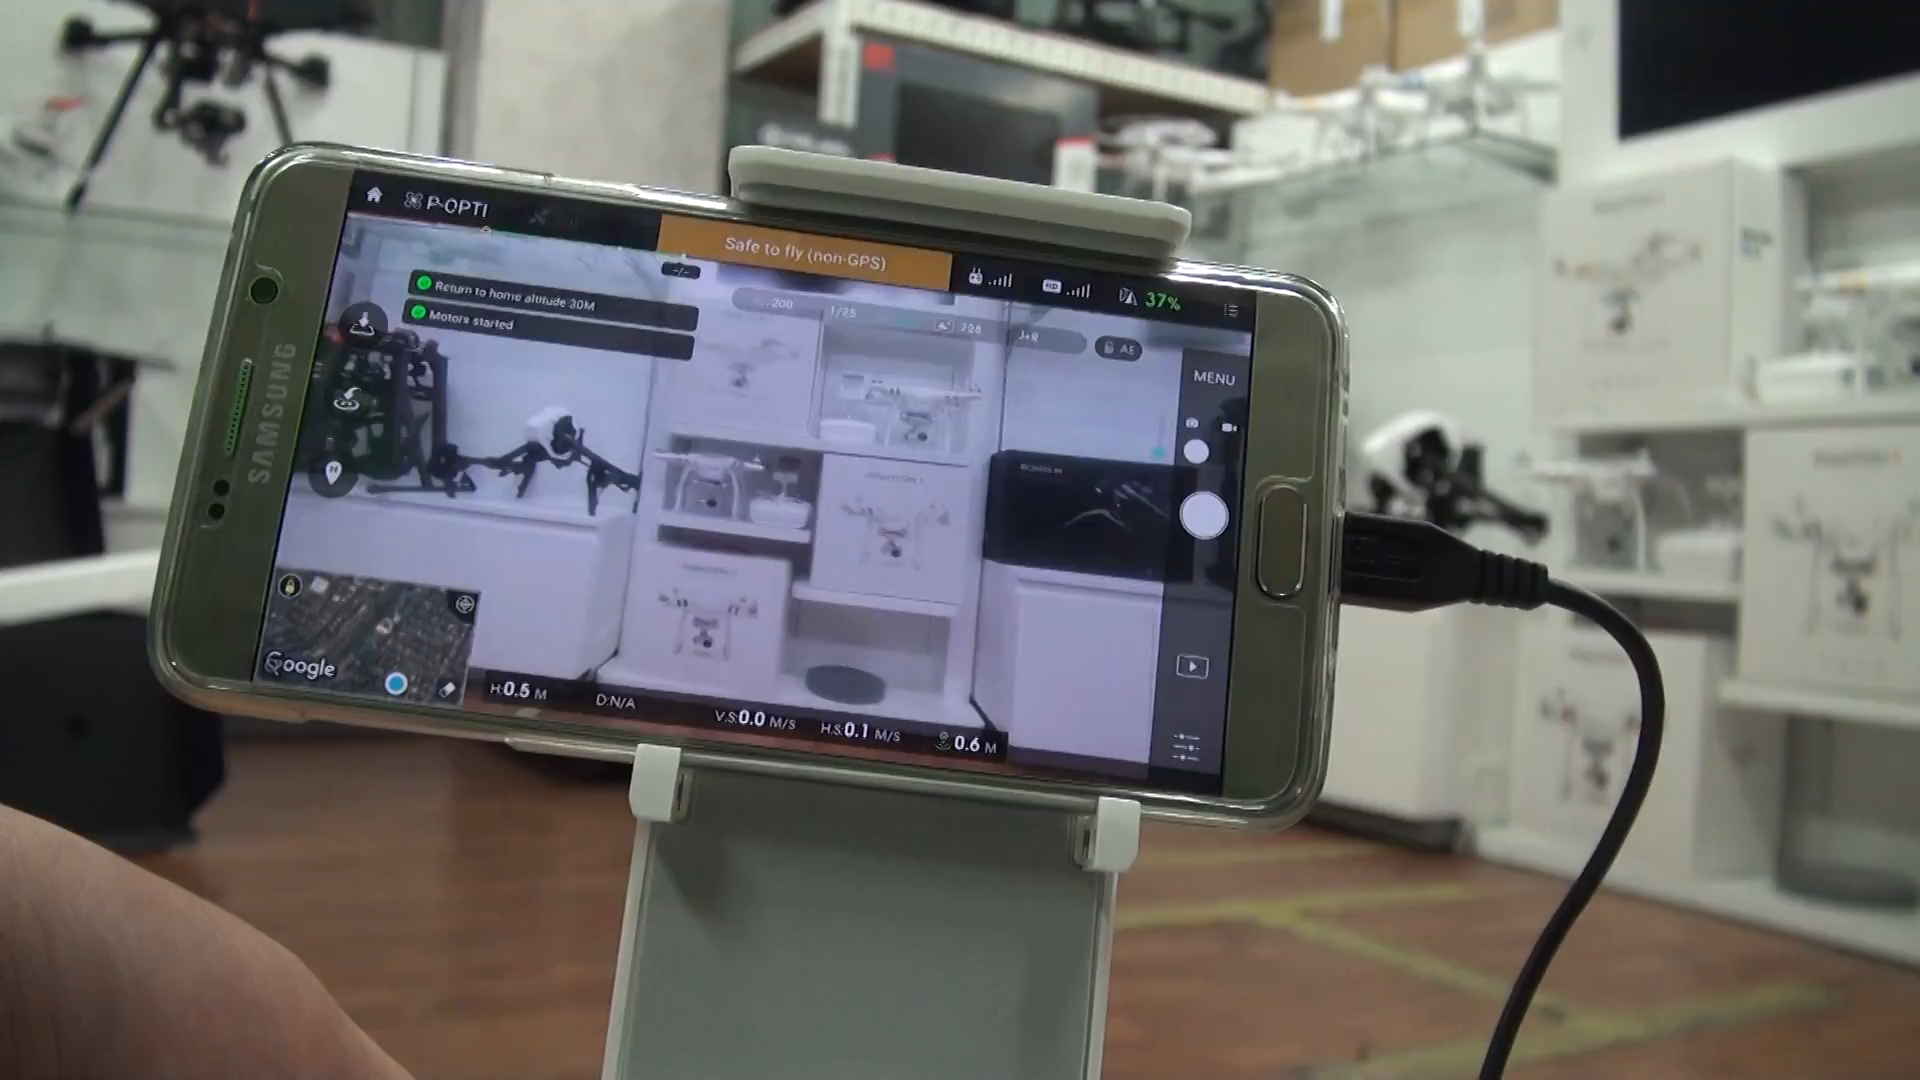 SAMSUNG
P-OPTI
Safe to fly (non-GPS)
37%
-/-
Return to home altitude 30M
Motors started
200
1/25
J+R
AE
MENU
Google
H:0.5 M
D:N/A
V.S:0.0 M/S
H.S:0.1 M/S
0.6 M